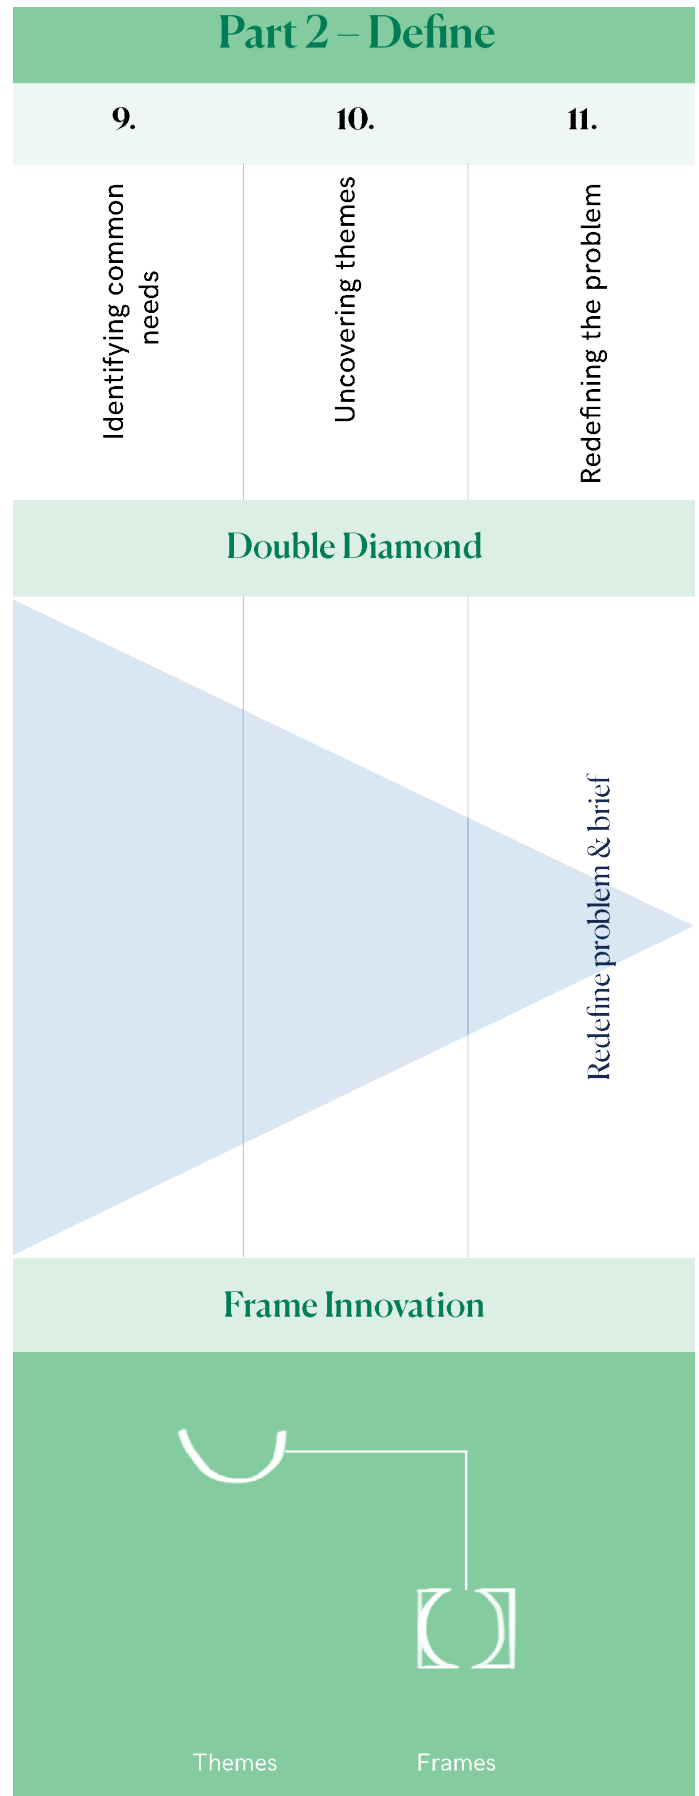 Part 2 – Define
9.
10.
11.
Identifying common
needs
Uncovering themes
Redefining the problem
Double Diamond
Redefine problem & brief
Frame Innovation
Themes
Frames